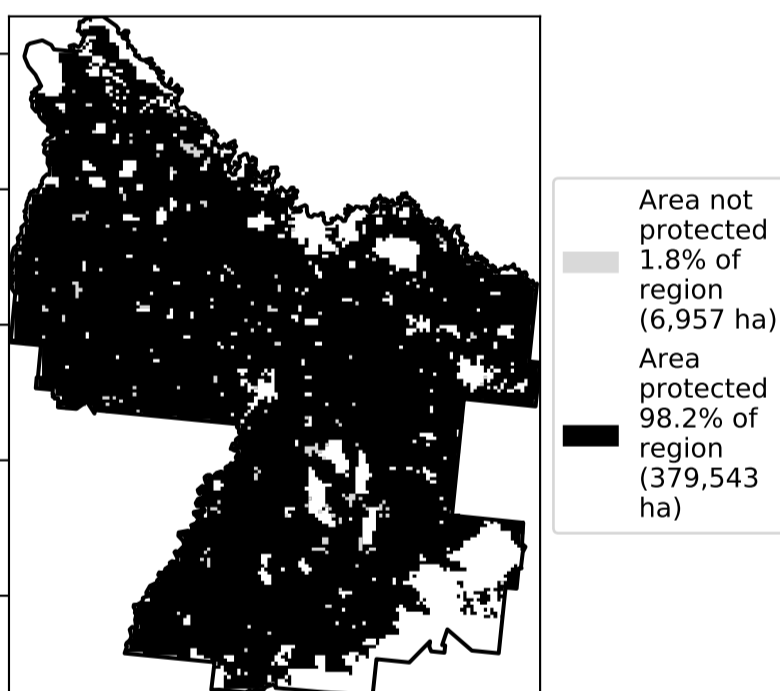 Area not
protected
1.8% of
region
(6,957 ha)
Area
protected
98.2% of
region
(379,543
ha)